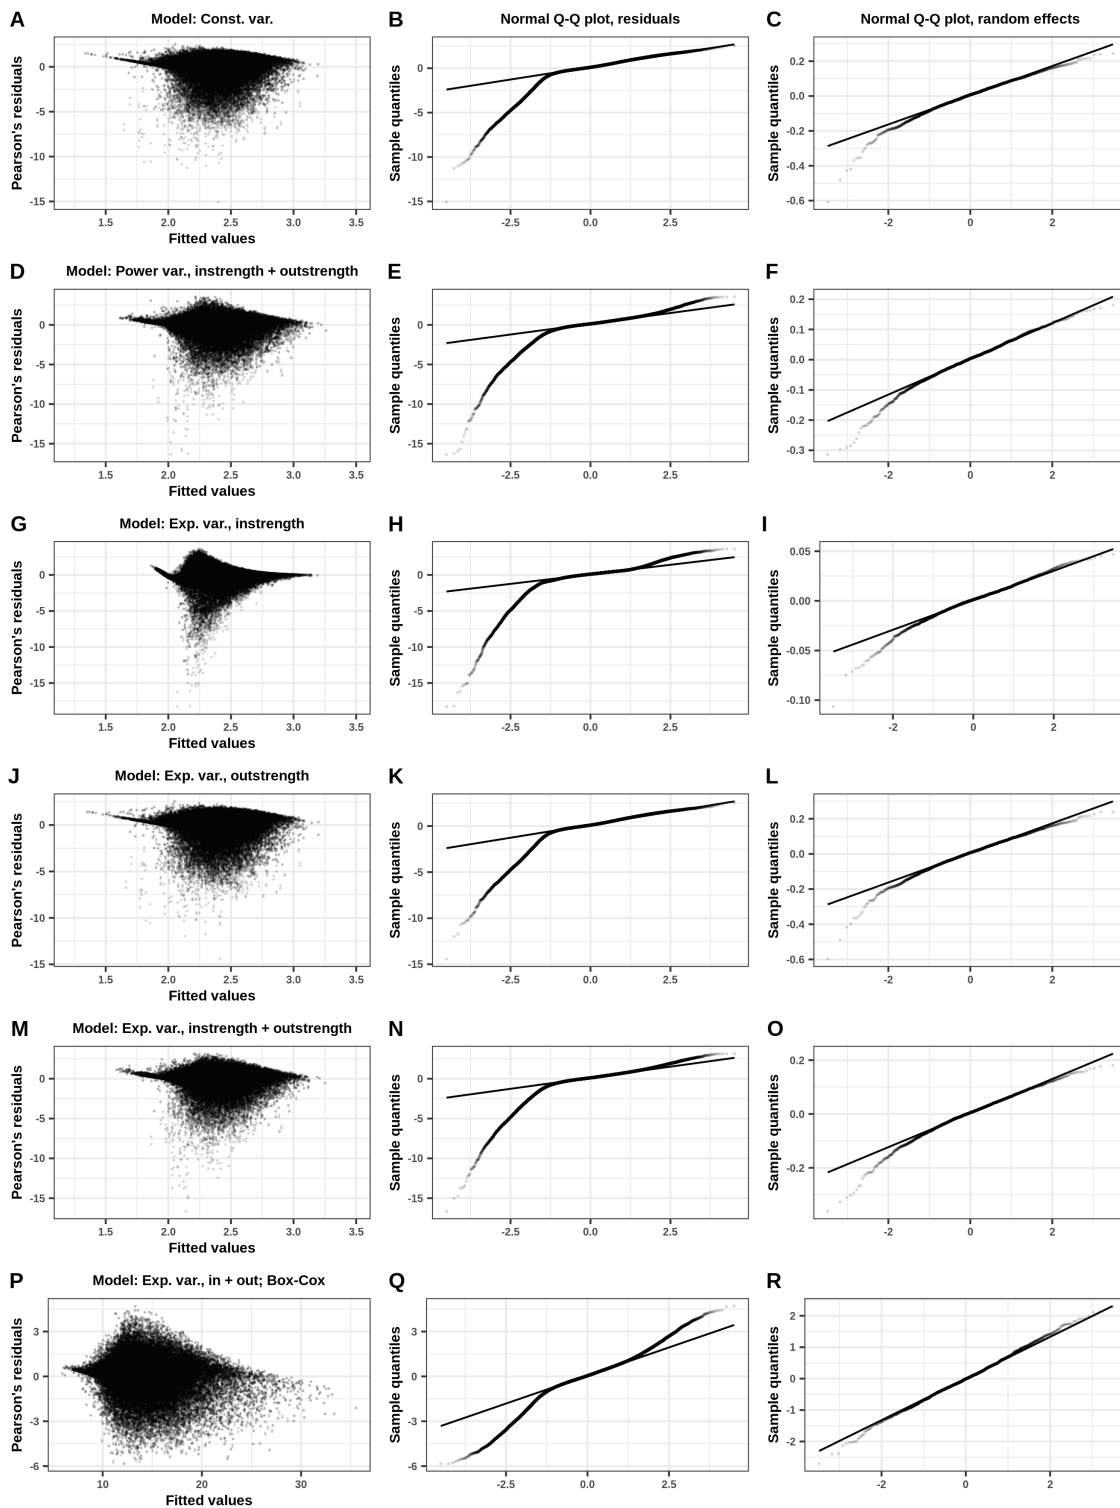 A Model: Const. var. B Normal Q-Q plot, residuals C Normal Q-Q plot, random effects
Pearson's residuals 0 -5 -10 -15
1.5 2.0 2.5 3.0 3.5
Fitted values
Sample quantiles 0 -5 -10 -15
-2.5 0.0 2.5
Sample quantiles 0.2 0.0 -0.2 -0.4 -0.6
-2 0 2
D Model: Power var., instrength + outstrength E F
Pearson's residuals 0 -5 -10 -15
1.5 2.0 2.5 3.0 3.5
Fitted values
Sample quantiles 0 -5 -10 -15
-2.5 0.0 2.5
Sample quantiles 0.2 0.1 0.0 -0.1 -0.2 -0.3
-2 0 2
G Model: Exp. var., instrength H I
Pearson's residuals 0 -5 -10 -15
1.5 2.0 2.5 3.0 3.5
Fitted values
Sample quantiles 0 -5 -10 -15
-2.5 0.0 2.5
Sample quantiles 0.05 0.00 -0.05 -0.10
-2 0 2
J Model: Exp. var., outstrength K L
Pearson's residuals 0 -5 -10 -15
1.5 2.0 2.5 3.0 3.5
Fitted values
Sample quantiles 0 -5 -10 -15
-2.5 0.0 2.5
Sample quantiles 0.2 0.0 -0.2 -0.4 -0.6
-2 0 2
M Model: Exp. var., instrength + outstrength N O
Pearson's residuals 0 -5 -10 -15
1.5 2.0 2.5 3.0 3.5
Fitted values
Sample quantiles 0 -5 -10 -15
-2.5 0.0 2.5
Sample quantiles 0.2 0.0 -0.2
-2 0 2
P Model: Exp. var., in + out; Box-Cox Q R
Pearson's residuals 3 0 -3 -6
10 20 30
Fitted values
Sample quantiles 3 0 -3 -6
-2.5 0.0 2.5
Sample quantiles 2 1 0 -1 -2
-2 0 2